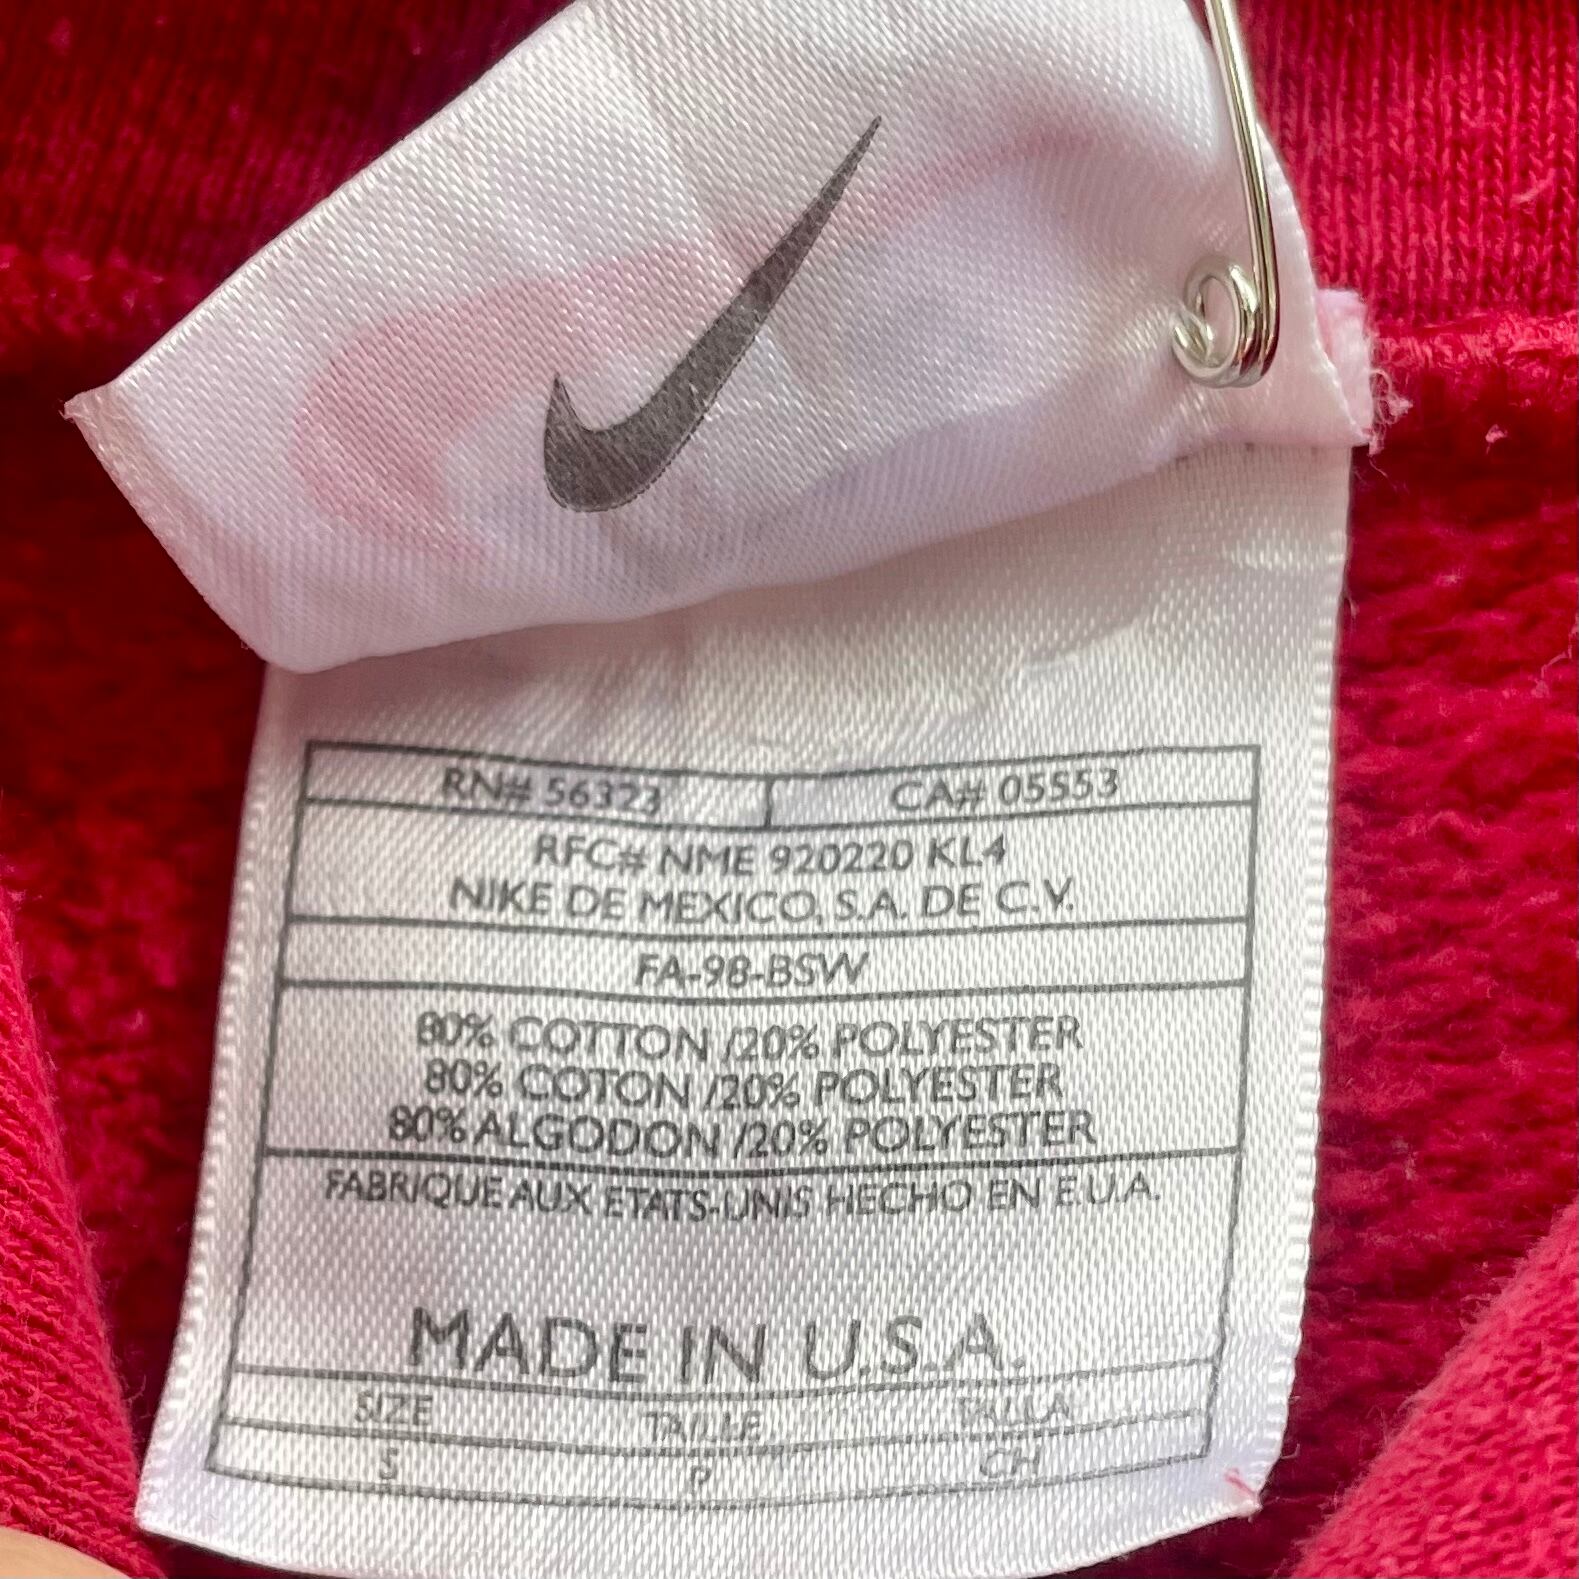 RN# 56323 CA# 05553
RFC# NME 920220 KL4
NIKE DE MEXICO, S.A. DE C.V.
FA-98-BSW
80% COTTON /20% POLYESTER
80% COTON /20% POLYESTER
80% ALGODON /20% POLYESTER
FABRIQUE AUX ETATS-UNIS HECHO EN E.U.A.
MADE IN U.S.A.
SIZE TAILLE TALLA
S P CH